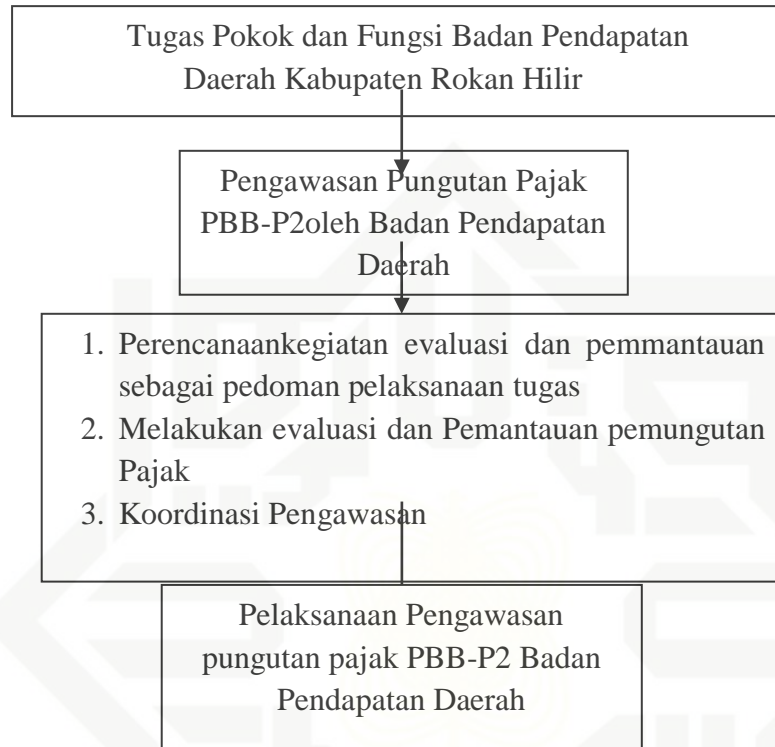 Tugas Pokok dan Fungsi Badan Pendapatan
Daerah Kabupaten Rokan Hilir
Pengawasan Pungutan Pajak
PBB-P2oleh Badan Pendapatan
Daerah
1. Perencanaankegiatan evaluasi dan pemmantauan
sebagai pedoman pelaksanaan tugas
2. Melakukan evaluasi dan Pemantauan pemungutan
Pajak
3. Koordinasi Pengawasan
Pelaksanaan Pengawasan
pungutan pajak PBB-P2 Badan
Pendapatan Daerah